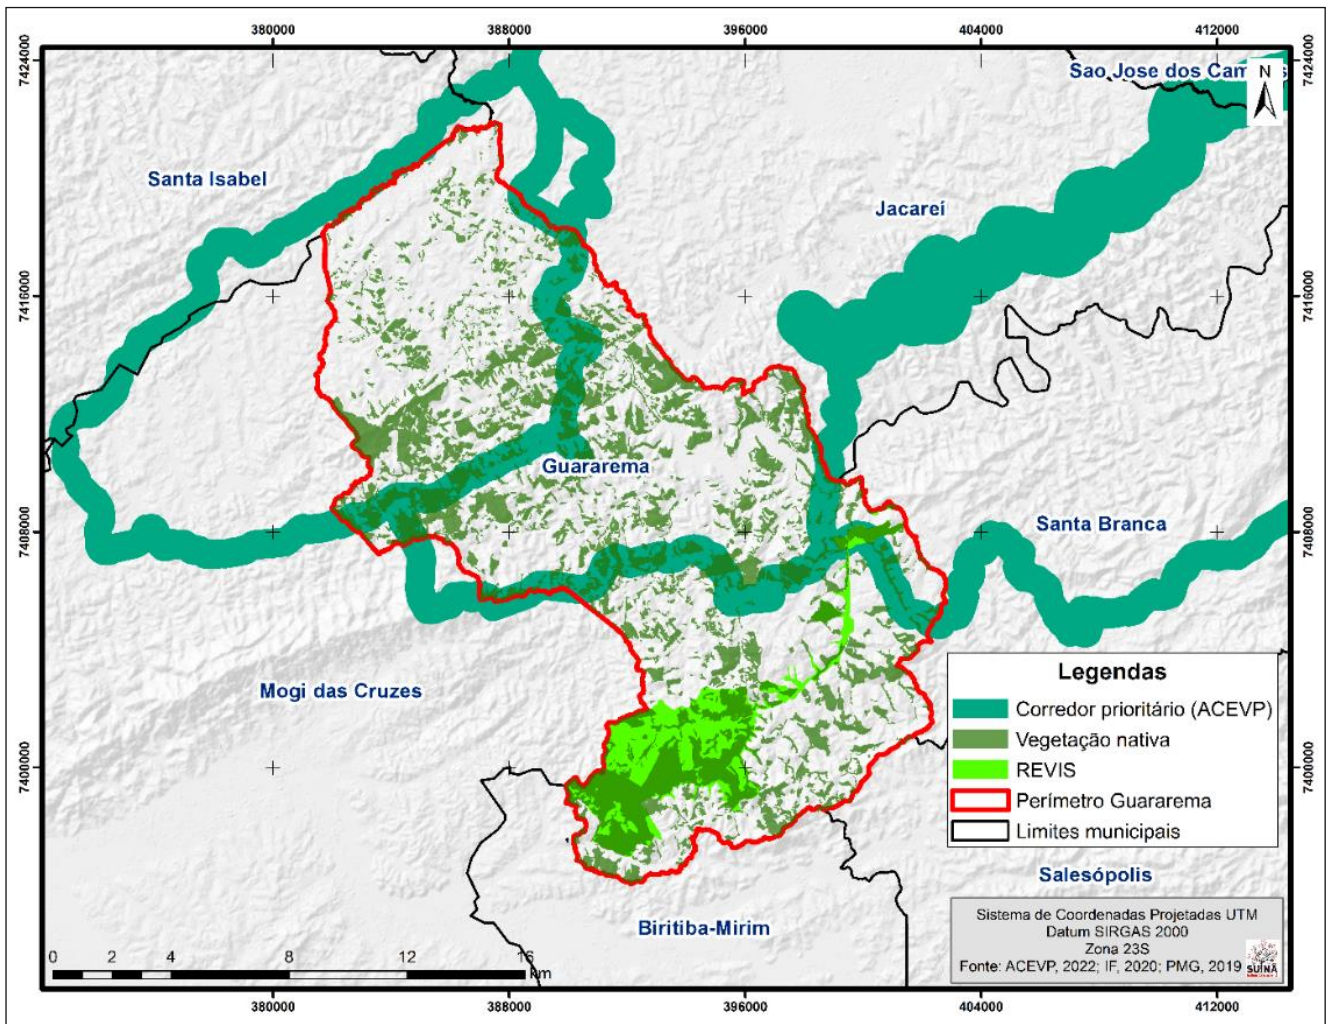 380000 388000 396000 404000 412000
7424000 7424000
Sao Jose dos Cam s
N
Santa Isabel
Jacareí
7416000 7416000
Guararema
7408000 7408000
Santa Branca
Mogi das Cruzes
Legendas
Corredor prioritário (ACEVP)
Vegetação nativa
REVIS
Perímetro Guararema
Limites municipais
7400000 7400000
Salesópolis
Biritiba-Mirim
Sistema de Coordenadas Projetadas UTM
Datum SIRGAS 2000
Zona 23S
Fonte: ACEVP, 2022; IF, 2020; PMG, 2019
SUINÃ
0 2 4 8 12 16
km
380000 388000 396000 404000 412000